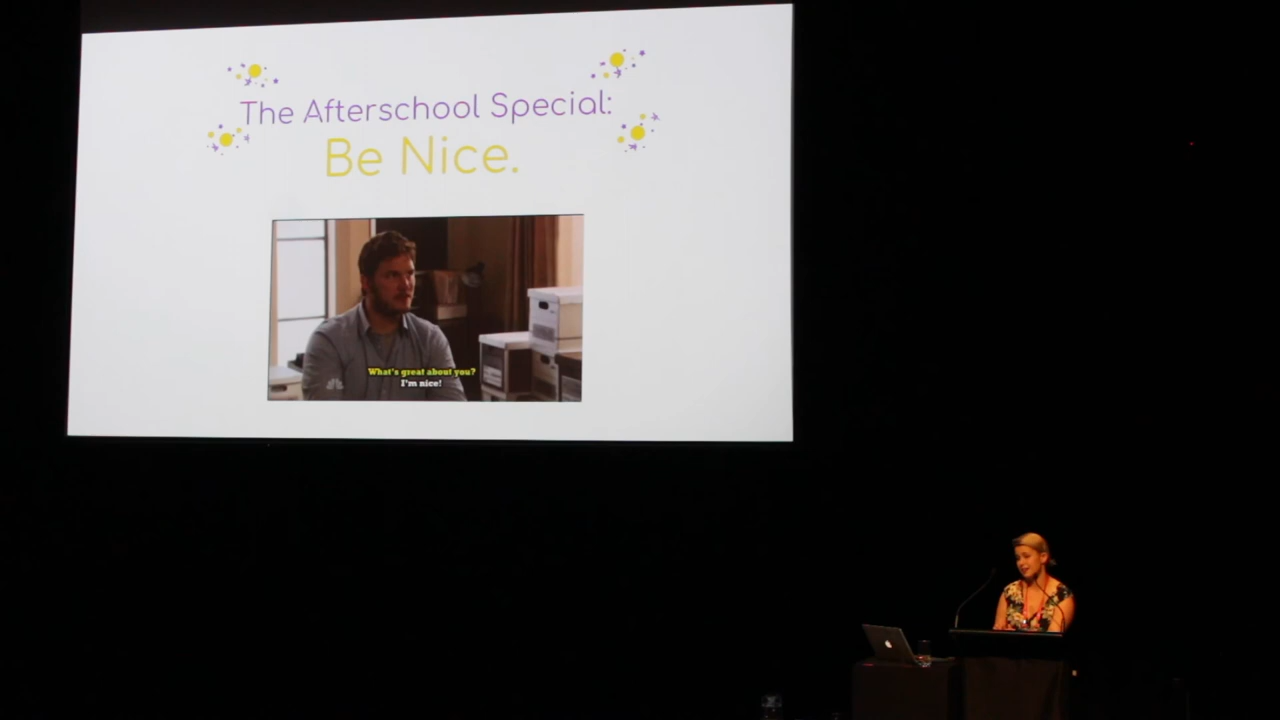 The Afterschool Special:
Be Nice.
What's great about you?
I'm nice!